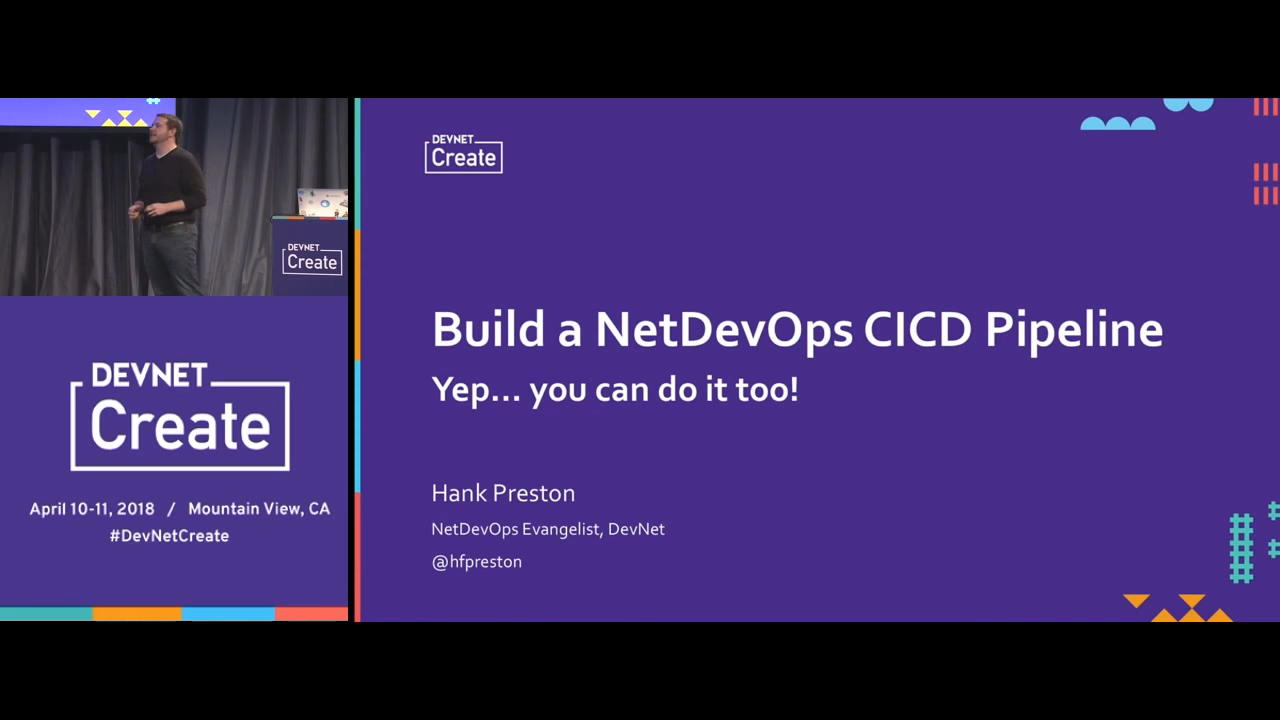 DEVNET
Create
DEVNET
Create
April 10-11, 2018 / Mountain View, CA
#DevNetCreate
DEVNET
Create
Build a NetDevOps CICD Pipeline
Yep... you can do it too!
Hank Preston
NetDevOps Evangelist, DevNet
@hfpreston